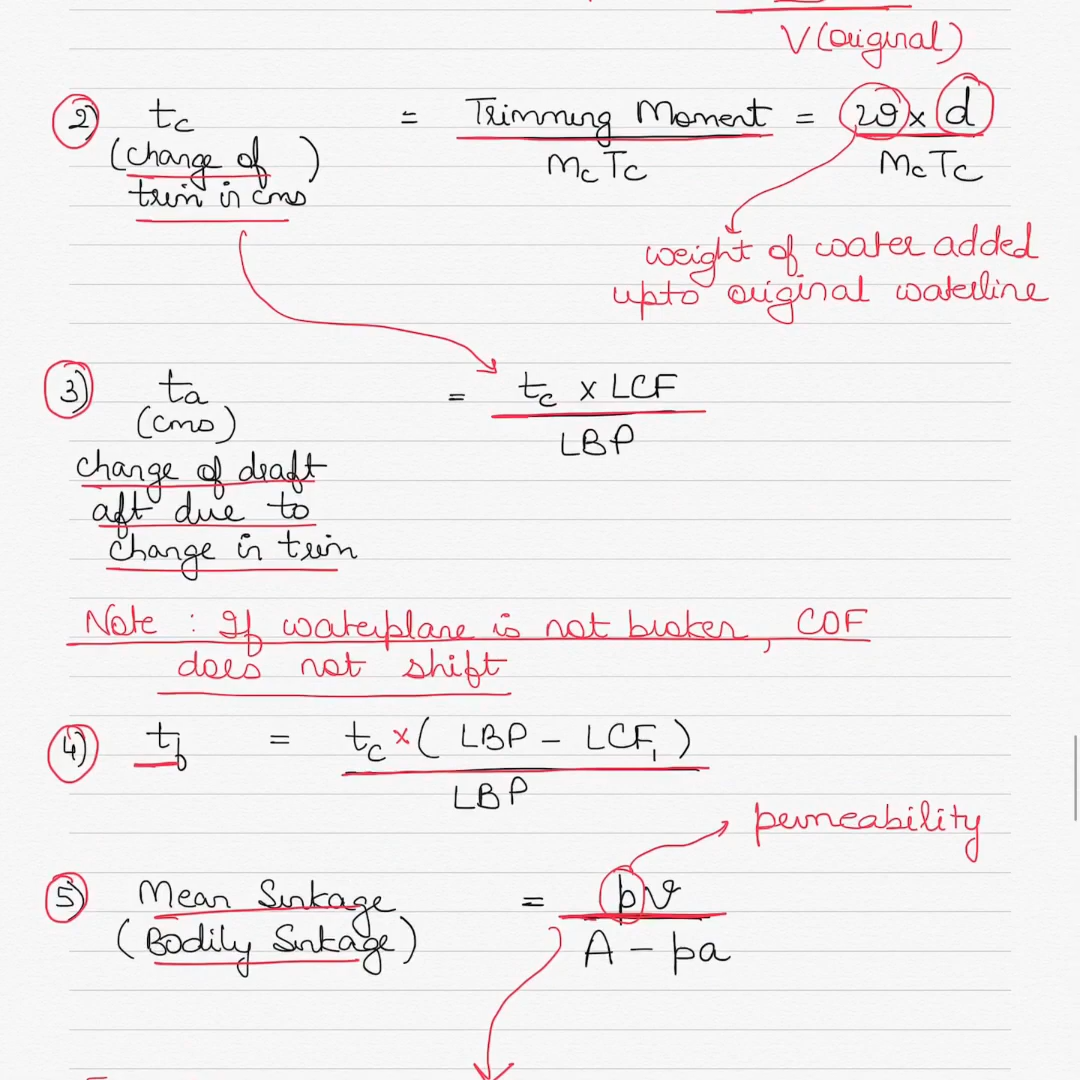 V (original)
2) tc = Trimming Moment = w x d
(change of ) McTc McTc
trim in cms
weight of water added
upto original waterline
3) ta = tc x LCF
(cms) LBP
change of draft
aft due to
change in trim
Note : If waterplane is not broken, COF
does not shift
4) tf = tc x ( LBP - LCF1 )
LBP
permeability
5) Mean Sinkage = pv
(Bodily Sinkage) A - pa